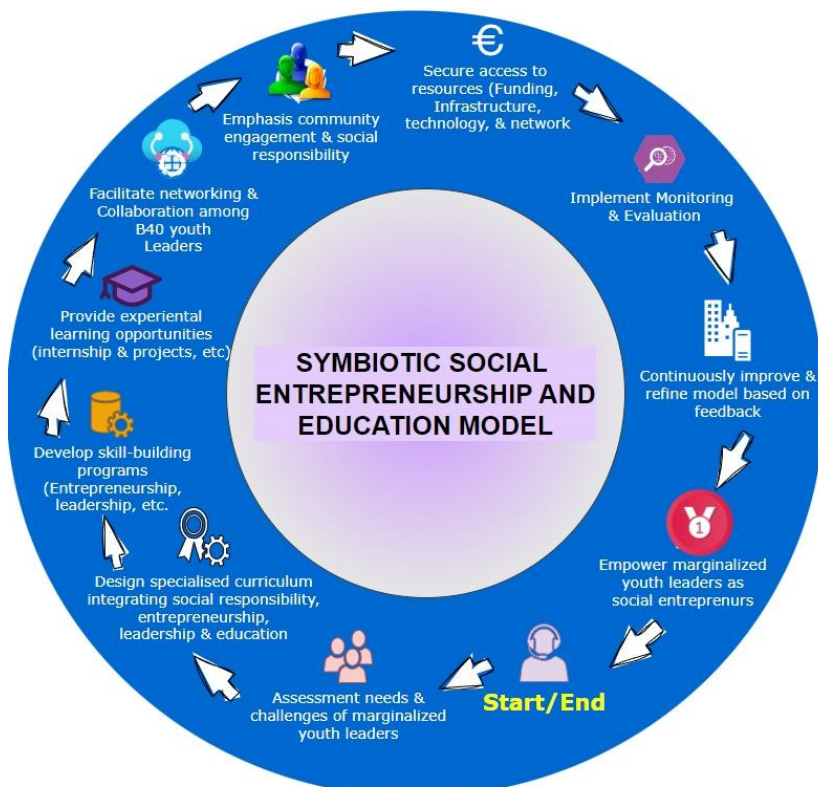 SYMBIOTIC SOCIAL
ENTREPRENEURSHIP AND
EDUCATION MODEL
Start/End
Assessment needs &
challenges of marginalized
youth leaders
Design specialised curriculum
integrating social responsibility,
entrepreneurship,
leadership & education
Develop skill-building
programs
(Entrepreneurship,
leadership, etc.
Provide experiental
learning opportunities
(internship & projects, etc)
Facilitate networking &
Collaboration among
B40 youth
Leaders
Emphasis community
engagement & social
responsibility
€
Secure access to
resources (Funding,
Infrastructure,
technology, & network
Implement Monitoring
& Evaluation
Continuously improve &
refine model based on
feedback
1
Empower marginalized
youth leaders as
social entreprenurs